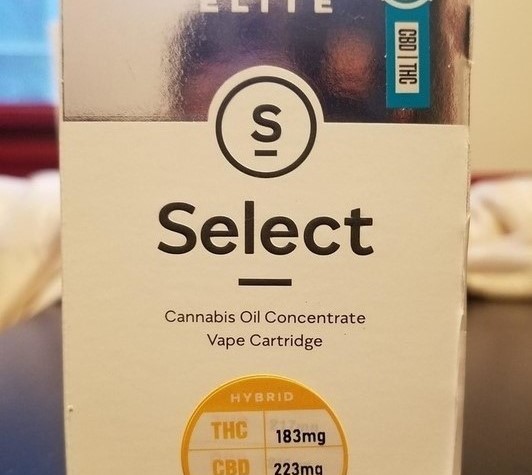 ELITE
CBD | THC
S
Select
Cannabis Oil Concentrate
Vape Cartridge
HYBRID
THC 183mg
CBD 223mg